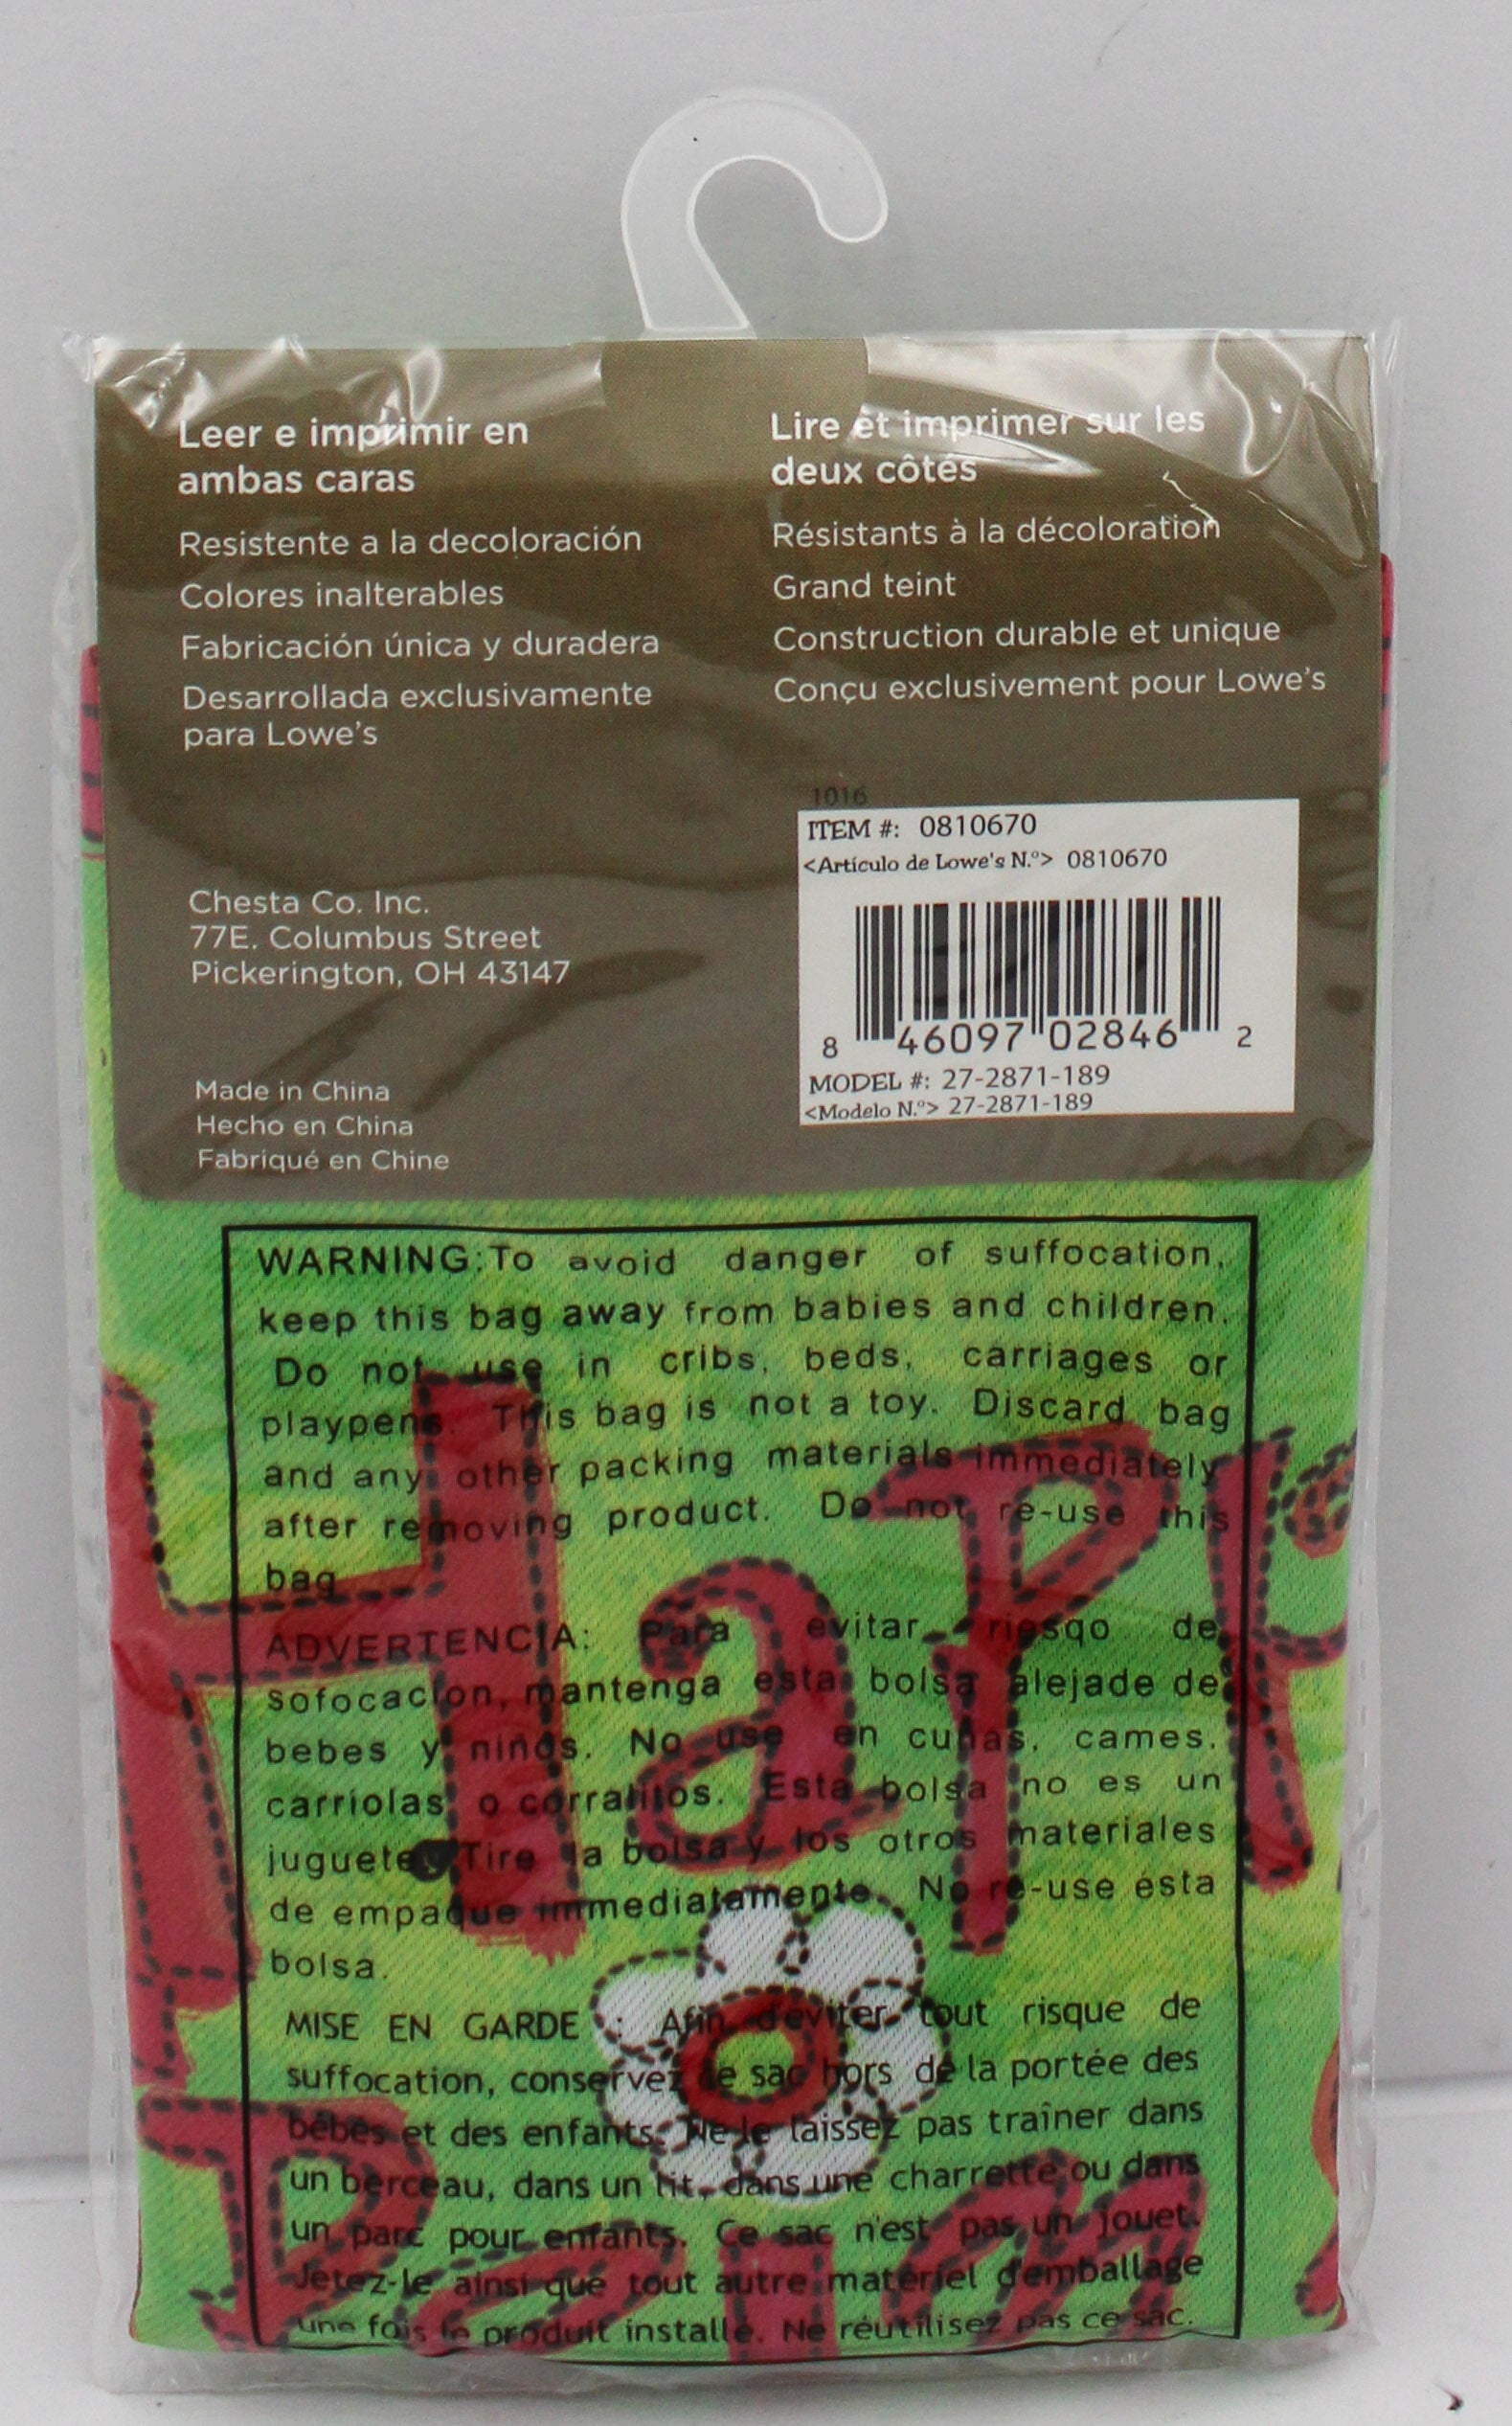 Leer e imprimir en
ambas caras
Resistente a la decoloración
Colores inalterables
Fabricación única y duradera
Desarrollada exclusivamente
para Lowe's
Lire et imprimer sur les
deux côtés
Résistants à la décoloration
Grand teint
Construction durable et unique
Conçu exclusivement pour Lowe's
Chesta Co. Inc.
77E. Columbus Street
Pickerington, OH 43147
Made in China
Hecho en China
Fabriqué en Chine
1016
ITEM #: 0810670
<Artículo de Lowe's N.º> 0810670
8 46097 02846 2
MODEL #: 27-2871-189
<Modelo N.º> 27-2871-189
WARNING:To avoid danger of suffocation,
keep this bag away from babies and children.
Do not use in cribs, beds, carriages or
playpens. This bag is not a toy. Discard bag
and any other packing materials immediately
after removing product. Do not re-use this
bag
ADVERTENCIA: Para evitar riesgo de
sofocacion, mantenga esta bolsa alejade de
bebes y niños. No use en cunas, cames,
carriolas o corralitos. Esta bolsa no es un
juguete. Tire la bolsa y los otros materiales
de empaque immediatamente. No re-use ésta
bolsa.
MISE EN GARDE : Afin d'éviter tout risque de
suffocation, conservez le sac hors de la portée des
bébés et des enfants. Ne le laissez pas traîner dans
un berceau, dans un lit, dans une charrette ou dans
un parc pour enfants. Ce sac n'est pas un jouet.
Jetez-le ainsi que tout autre matériel d'emballage
une fois le produit installé. Ne réutilisez pas ce sac.
Happ